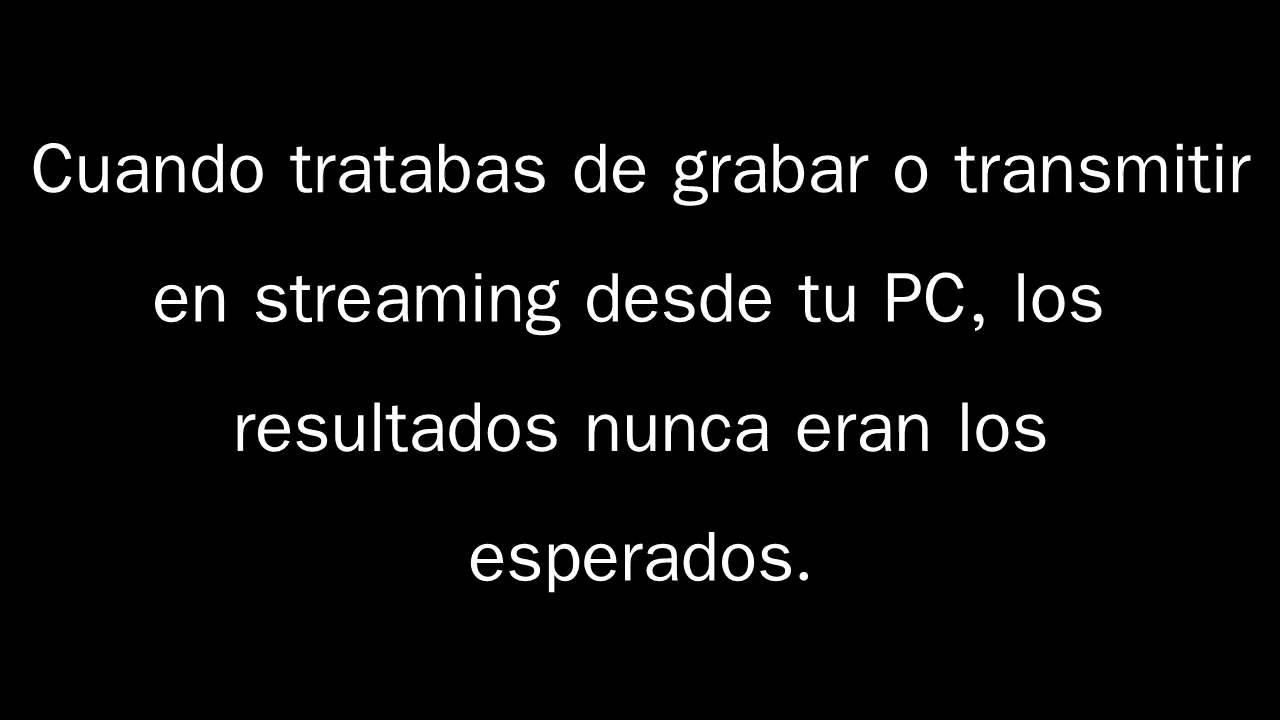 Cuando tratabas de grabar o transmitir
en streaming desde tu PC, los
resultados nunca eran los
esperados.